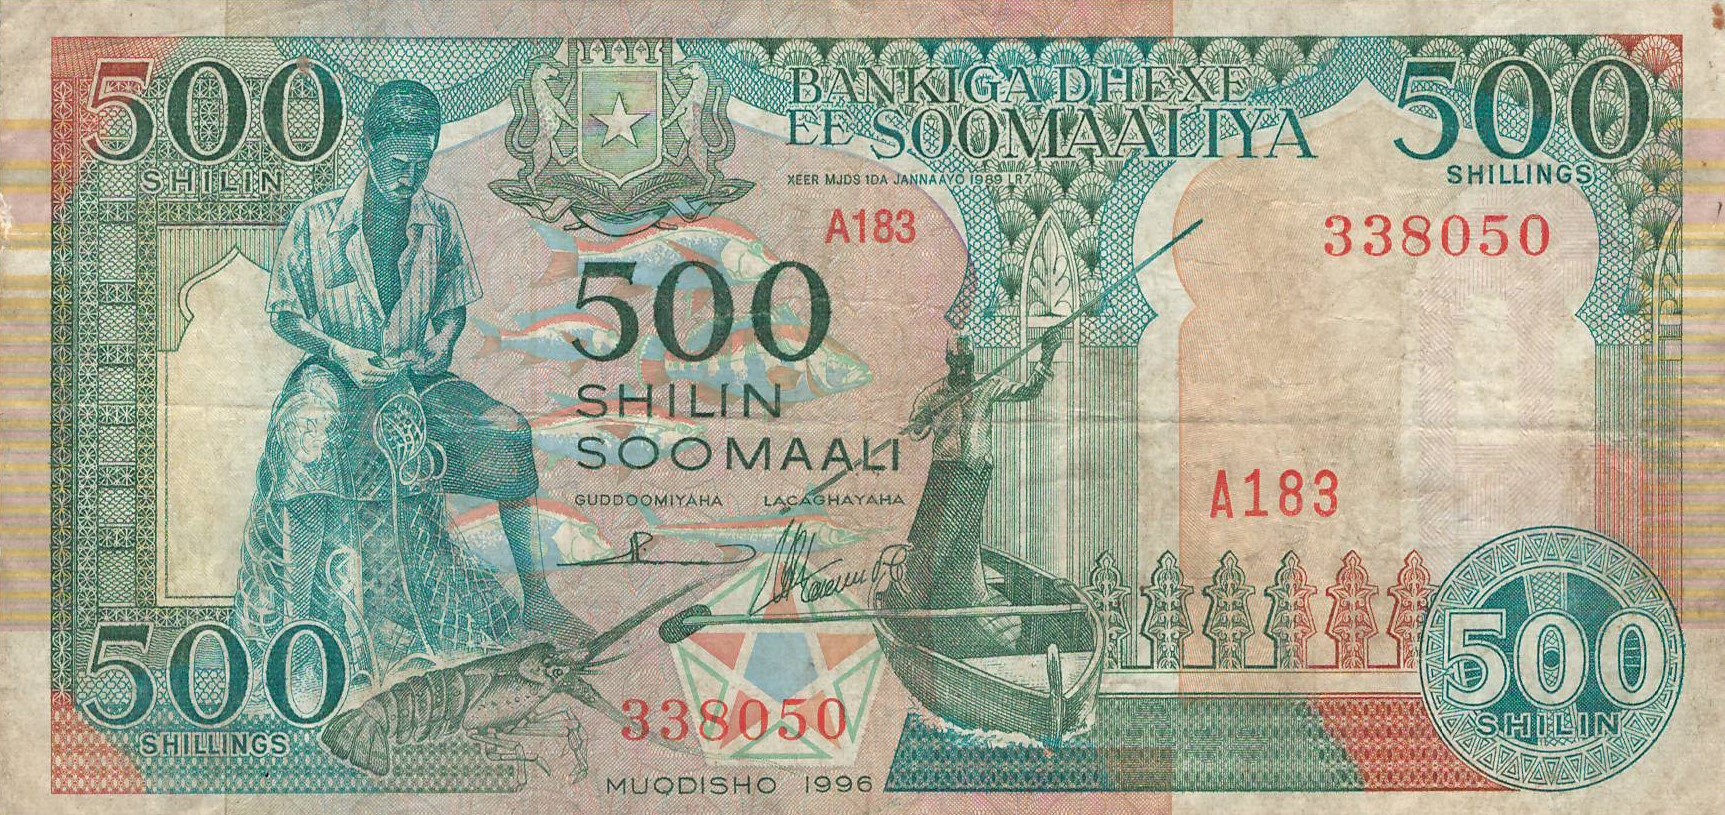 500
SHILIN
BANKIGA DHEXE
EE SOOMAALIYA
500
SHILLINGS
XEER MJDS 1DA JANNAAYO 1989 LR7
A183
338050
500
SHILIN
SOOMAALI
GUDDOOMIYAHA LACAGHAYAHA
A183
500
SHILLINGS
338050
MUQDISHO 1996
500
SHILIN